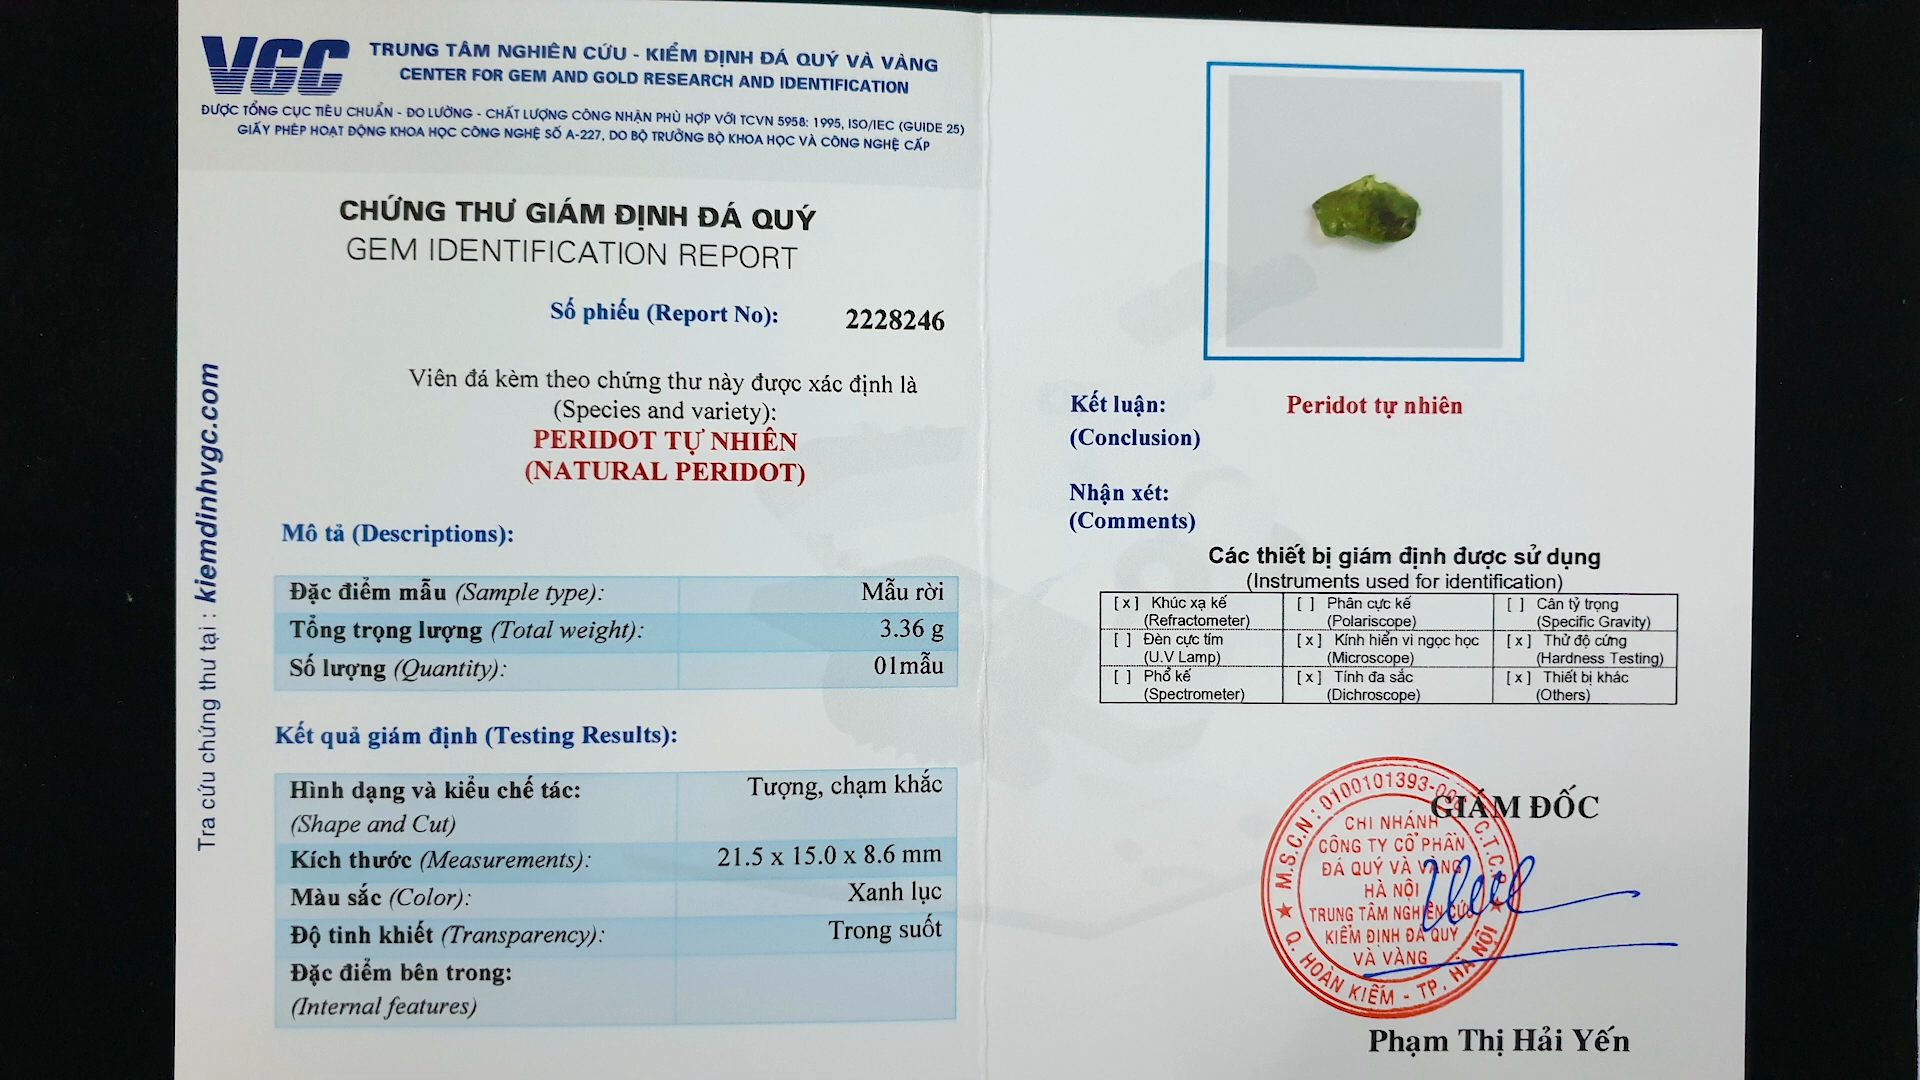 VGC
TRUNG TÂM NGHIÊN CỨU - KIỂM ĐỊNH ĐÁ QUÝ VÀ VÀNG
CENTER FOR GEM AND GOLD RESEARCH AND IDENTIFICATION
ĐƯỢC TỔNG CỤC TIÊU CHUẨN - ĐO LƯỜNG - CHẤT LƯỢNG CÔNG NHẬN PHÙ HỢP VỚI TCVN 5958: 1995, ISO/IEC (GUIDE 25)
GIẤY PHÉP HOẠT ĐỘNG KHOA HỌC CÔNG NGHỆ SỐ A-227, DO BỘ TRƯỞNG BỘ KHOA HỌC VÀ CÔNG NGHỆ CẤP
CHỨNG THƯ GIÁM ĐỊNH ĐÁ QUÝ
GEM IDENTIFICATION REPORT
Số phiếu (Report No): 2228246
Viên đá kèm theo chứng thư này được xác định là
(Species and variety):
PERIDOT TỰ NHIÊN
(NATURAL PERIDOT)
Mô tả (Descriptions):
Đặc điểm mẫu (Sample type): Mẫu rời
Tổng trọng lượng (Total weight): 3.36 g
Số lượng (Quantity): 01mẫu
Kết quả giám định (Testing Results):
Hình dạng và kiểu chế tác: Tượng, chạm khắc
(Shape and Cut)
Kích thước (Measurements): 21.5 x 15.0 x 8.6 mm
Màu sắc (Color): Xanh lục
Độ tinh khiết (Transparency): Trong suốt
Đặc điểm bên trong:
(Internal features)
Tra cứu chứng thư tại : kiemdinhvgc.com
Kết luận: Peridot tự nhiên
(Conclusion)
Nhận xét:
(Comments)
Các thiết bị giám định được sử dụng
(Instruments used for identification)
[x] Khúc xạ kế [ ] Phân cực kế [ ] Cân tỷ trọng
(Refractometer) (Polariscope) (Specific Gravity)
[ ] Đèn cực tím [x] Kính hiển vi ngọc học [x] Thử độ cứng
(U.V Lamp) (Microscope) (Hardness Testing)
[ ] Phổ kế [x] Tính đa sắc [x] Thiết bị khác
(Spectrometer) (Dichroscope) (Others)
GIÁM ĐỐC
M.S.C.N: 0100101393 C.T.C.P
CHI NHÁNH
CÔNG TY CỔ PHẦN
ĐÁ QUÝ VÀ VÀNG
HÀ NỘI
TRUNG TÂM NGHIÊN CỨU
KIỂM ĐỊNH ĐÁ QUÝ
VÀ VÀNG
Q. HOÀN KIẾM - TP. HÀ NỘI
Phạm Thị Hải Yến